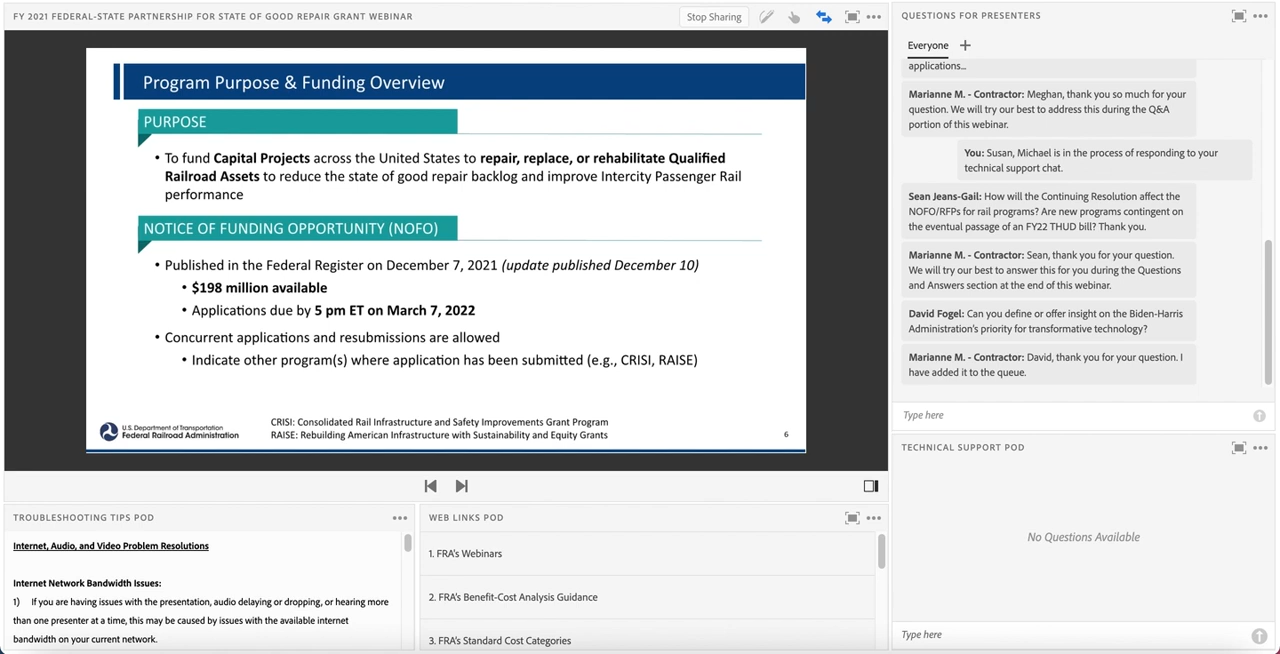 FY 2021 FEDERAL-STATE PARTNERSHIP FOR STATE OF GOOD REPAIR GRANT WEBINAR
Stop Sharing
Program Purpose & Funding Overview
PURPOSE
• To fund Capital Projects across the United States to repair, replace, or rehabilitate Qualified
Railroad Assets to reduce the state of good repair backlog and improve Intercity Passenger Rail
performance
NOTICE OF FUNDING OPPORTUNITY (NOFO)
• Published in the Federal Register on December 7, 2021 (update published December 10)
• $198 million available
• Applications due by 5 pm ET on March 7, 2022
• Concurrent applications and resubmissions are allowed
• Indicate other program(s) where application has been submitted (e.g., CRISI, RAISE)
U.S. Department of Transportation
Federal Railroad Administration
CRISI: Consolidated Rail Infrastructure and Safety Improvements Grant Program
RAISE: Rebuilding American Infrastructure with Sustainability and Equity Grants
6
TROUBLESHOOTING TIPS POD
Internet, Audio, and Video Problem Resolutions
Internet Network Bandwidth Issues:
1) If you are having issues with the presentation, audio delaying or dropping, or hearing more
than one presenter at a time, this may be caused by issues with the available internet
bandwidth on your current network.
WEB LINKS POD
1. FRA's Webinars
2. FRA's Benefit-Cost Analysis Guidance
3. FRA's Standard Cost Categories
QUESTIONS FOR PRESENTERS
Everyone
applications...
Marianne M. - Contractor: Meghan, thank you so much for your
question. We will try our best to address this during the Q&A
portion of this webinar.
You: Susan, Michael is in the process of responding to your
technical support chat.
Sean Jeans-Gail: How will the Continuing Resolution affect the
NOFO/RFPs for rail programs? Are new programs contingent on
the eventual passage of an FY22 THUD bill? Thank you.
Marianne M. - Contractor: Sean, thank you for your question.
We will try our best to answer this for you during the Questions
and Answers section at the end of this webinar.
David Fogel: Can you define or offer insight on the Biden-Harris
Administration's priority for transformative technology?
Marianne M. - Contractor: David, thank you for your question. I
have added it to the queue.
Type here
TECHNICAL SUPPORT POD
No Questions Available
Type here